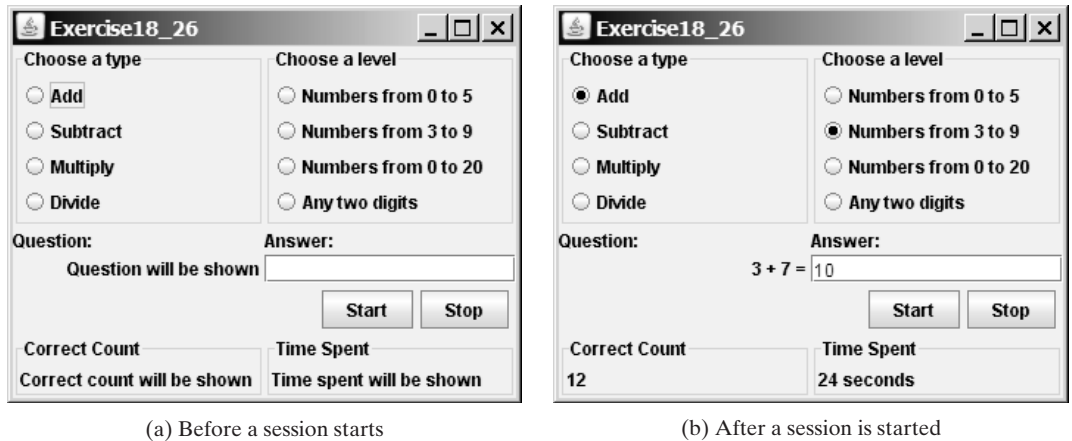 Exercise18_26
Choose a type
Choose a level
Add
Numbers from 0 to 5
Subtract
Numbers from 3 to 9
Multiply
Numbers from 0 to 20
Divide
Any two digits
Question:
Answer:
Question will be shown
Start
Stop
Correct Count
Time Spent
Correct count will be shown
Time spent will be shown
(a) Before a session starts
Exercise18_26
Choose a type
Choose a level
Add
Numbers from 0 to 5
Subtract
Numbers from 3 to 9
Multiply
Numbers from 0 to 20
Divide
Any two digits
Question:
Answer:
3 + 7 =
10
Start
Stop
Correct Count
Time Spent
12
24 seconds
(b) After a session is started